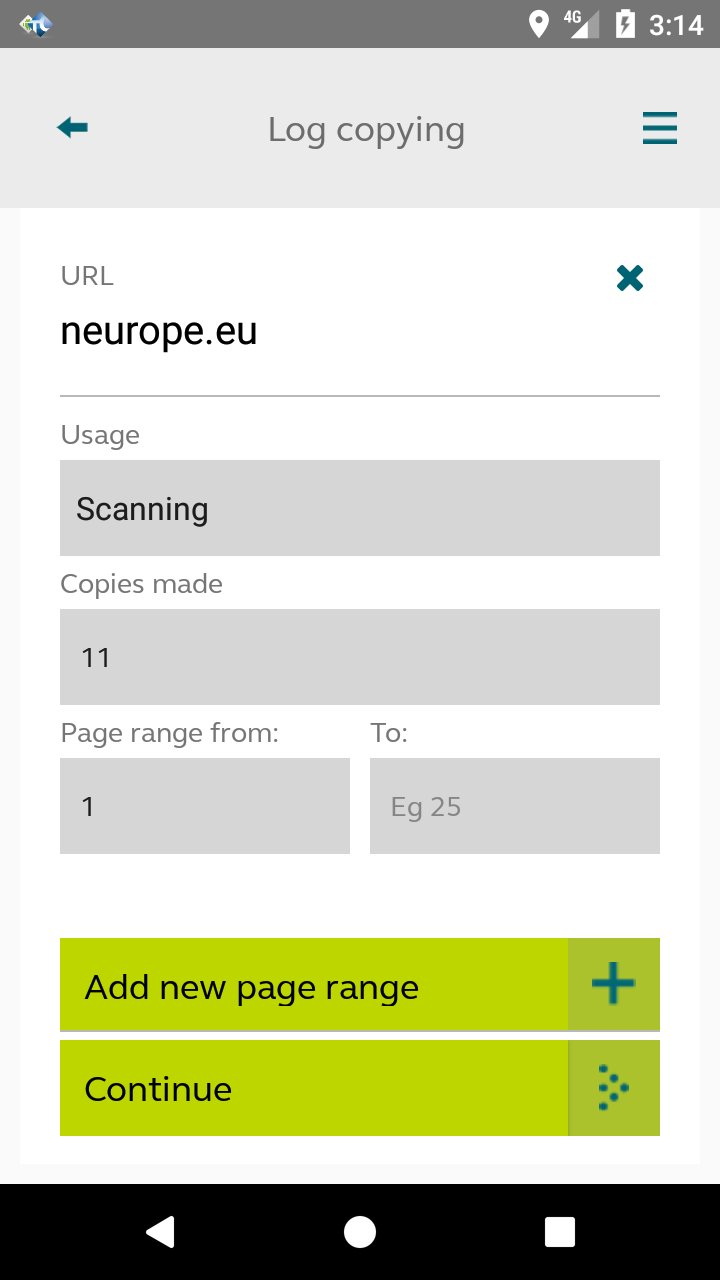 4G 3:14
Log copying
URL
neurope.eu
Usage
Scanning
Copies made
11
Page range from: To:
1 Eg 25
Add new page range
Continue